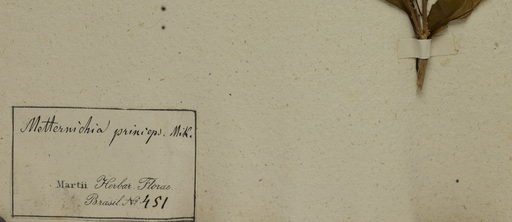 Metternichia princeps. Mik.
Martii Herbar. Florae
Brasil. No 451